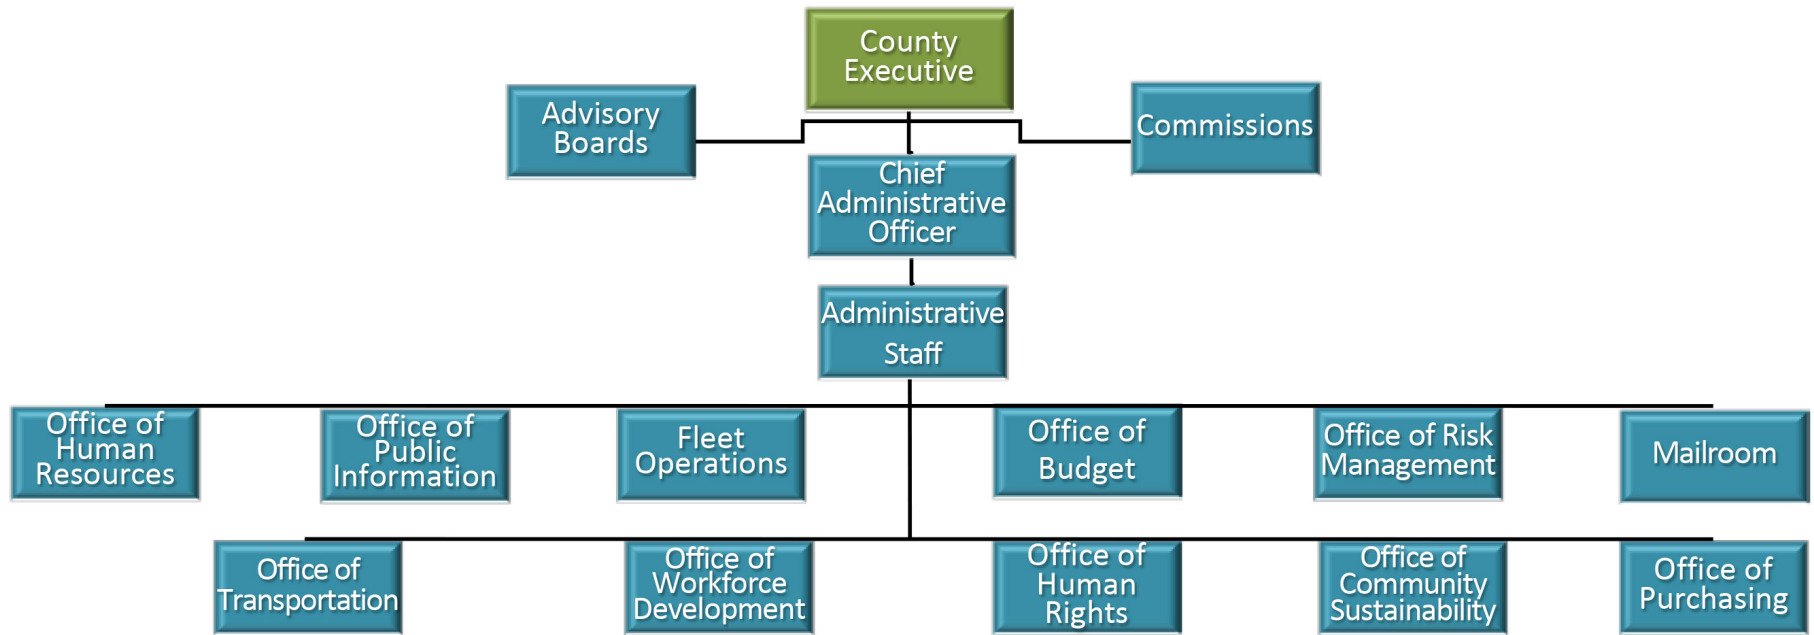 County
Executive
Advisory
Boards
Commissions
Chief
Administrative
Officer
Administrative
Staff
Office of
Human
Resources
Office of
Public
Information
Fleet
Operations
Office of
Budget
Office of Risk
Management
Mailroom
Office of
Transportation
Office of
Workforce
Development
Office of
Human
Rights
Office of
Community
Sustainability
Office of
Purchasing